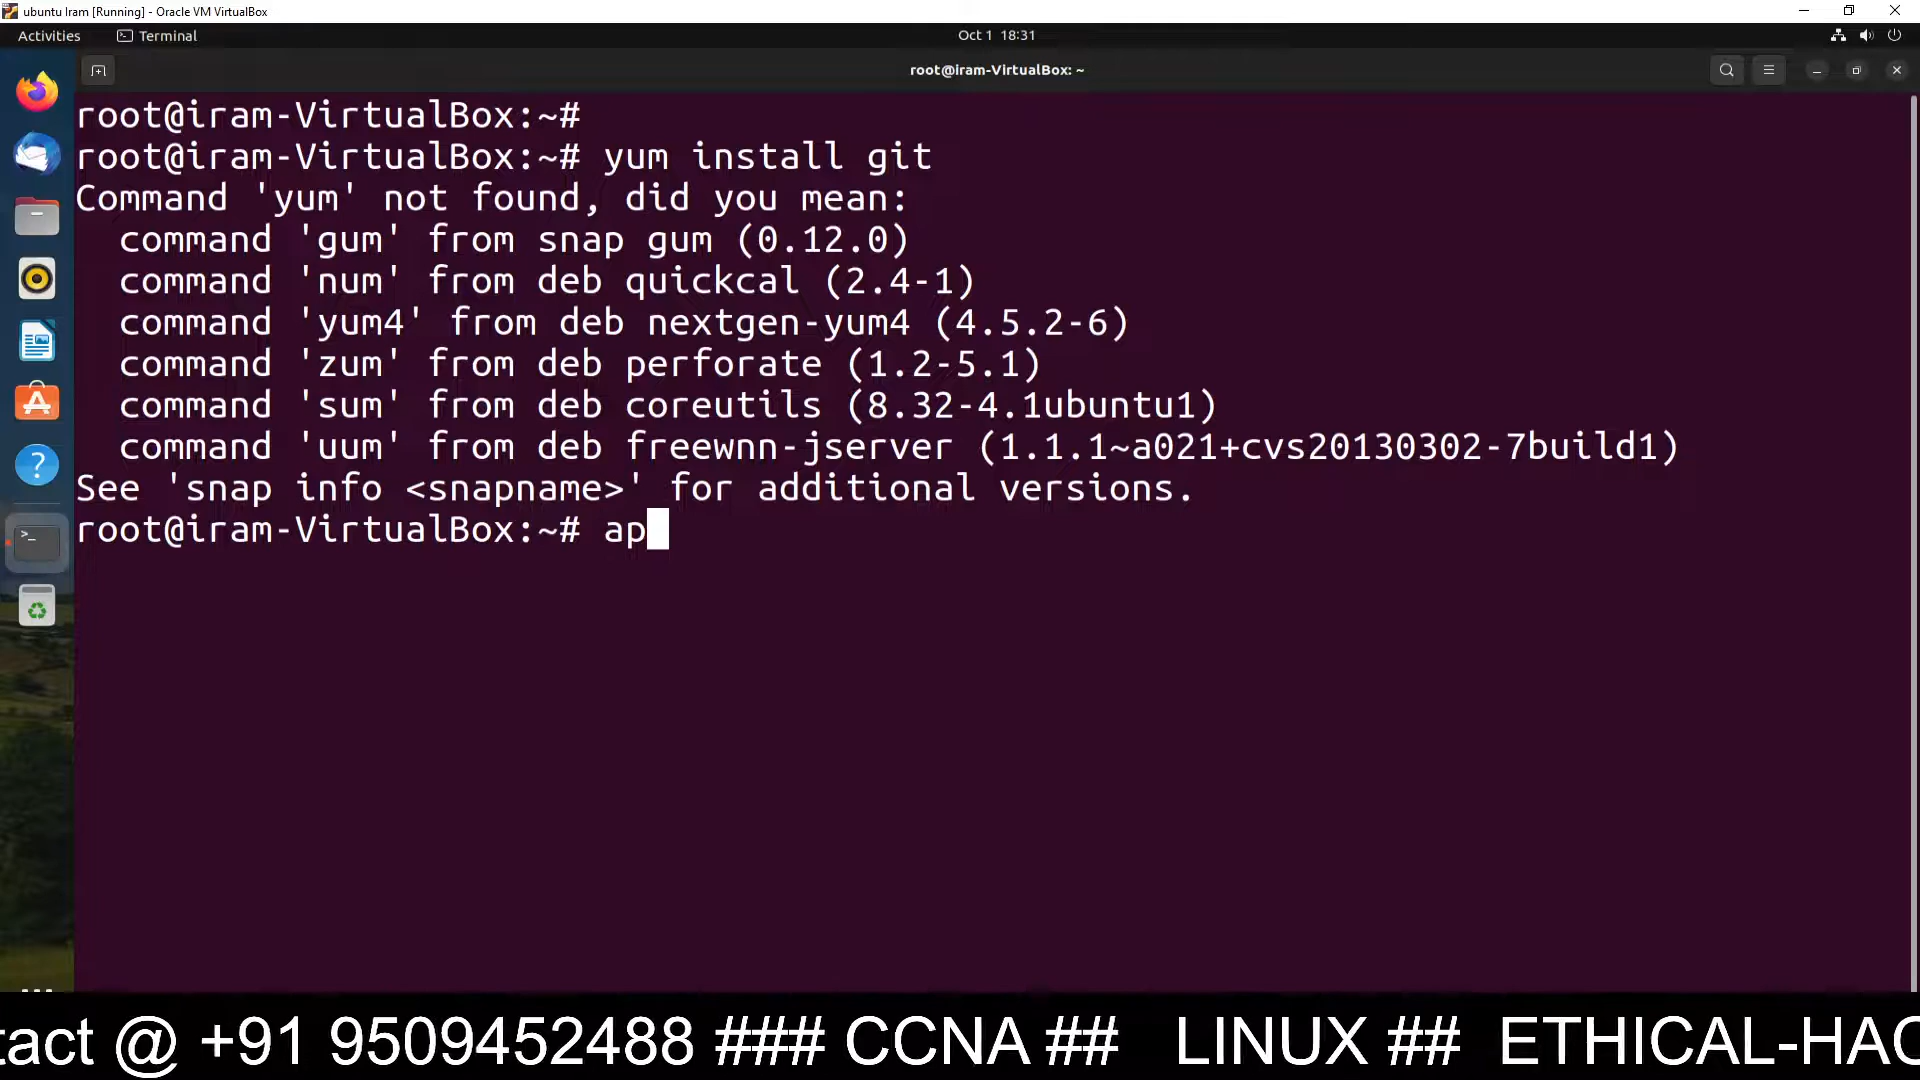 ubuntu Iram [Running] - Oracle VM VirtualBox
Activities Terminal Oct 1 18:31
root@iram-VirtualBox: ~
root@iram-VirtualBox:~#
root@iram-VirtualBox:~# yum install git
Command 'yum' not found, did you mean:
command 'gum' from snap gum (0.12.0)
command 'num' from deb quickcal (2.4-1)
command 'yum4' from deb nextgen-yum4 (4.5.2-6)
command 'zum' from deb perforate (1.2-5.1)
command 'sum' from deb coreutils (8.32-4.1ubuntu1)
command 'uum' from deb freewnn-jserver (1.1.1~a021+cvs20130302-7build1)
See 'snap info <snapname>' for additional versions.
root@iram-VirtualBox:~# ap
tact @ +91 9509452488 ### CCNA ## LINUX ## ETHICAL-HAC